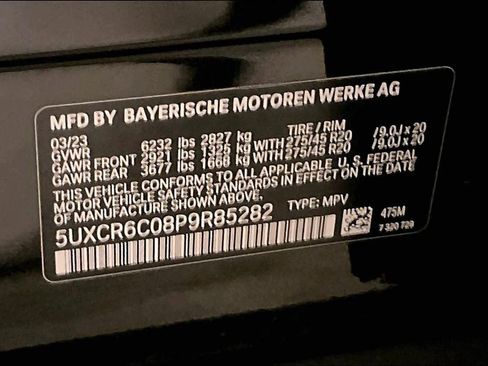 MFD BY BAYERISCHE MOTOREN WERKE AG
03/23 TIRE / RIM
GVWR 6232 lbs 2827 kg
GAWR FRONT 2921 lbs 1325 kg WITH 275/45 R20 /9.0J x 20
GAWR REAR 3677 lbs 1668 kg WITH 275/45 R20 /9.0J x 20
THIS VEHICLE CONFORMS TO ALL APPLICABLE U.S. FEDERAL
MOTOR VEHICLE SAFETY STANDARDS IN EFFECT ON THE DATE
OF MANUFACTURE SHOWN ABOVE.
5UXCR6C08P9R85282 TYPE: MPV 475M
7 320 729